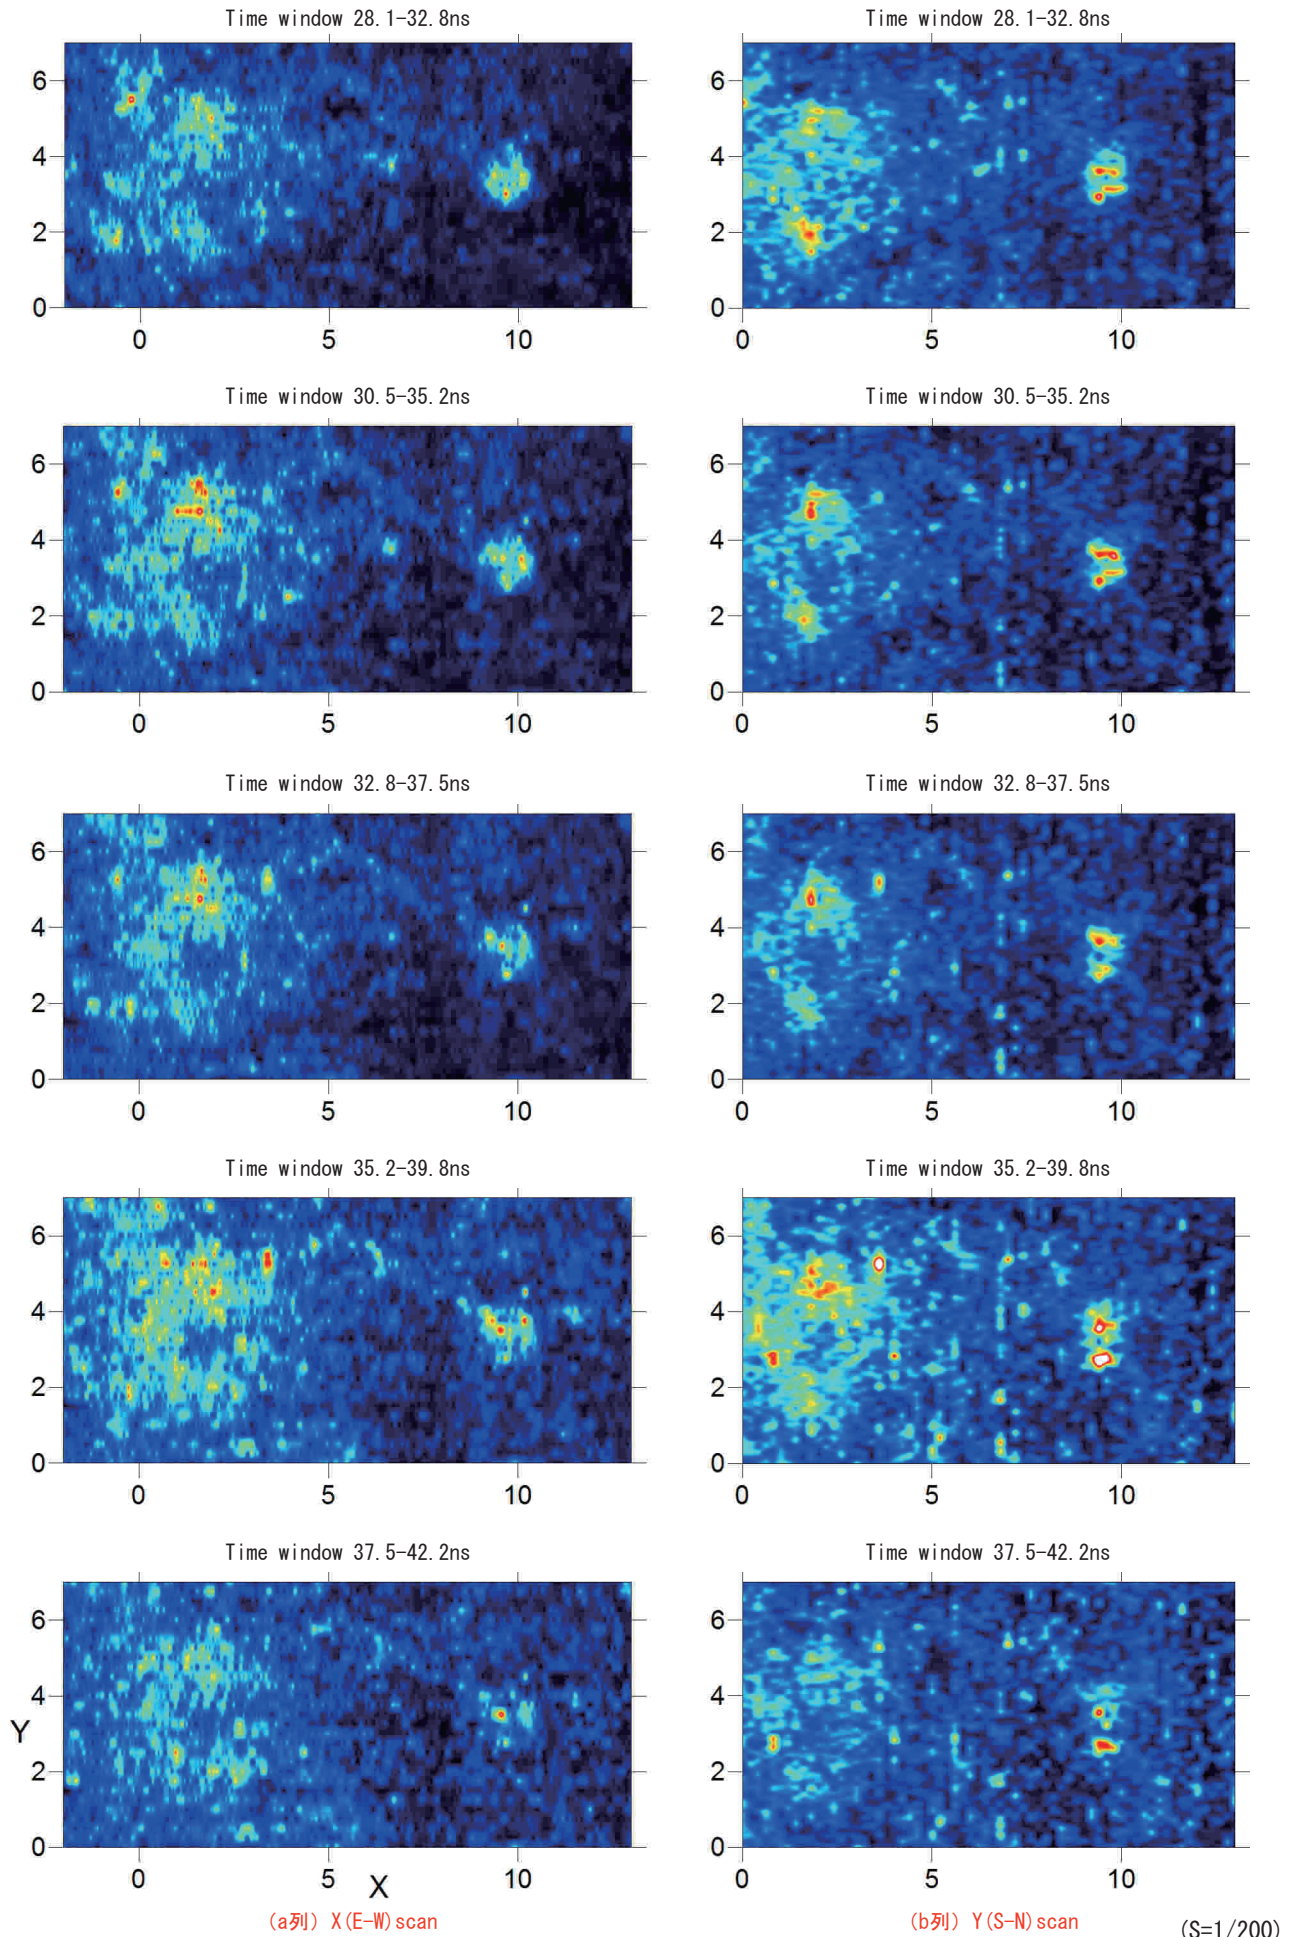 Time window 28.1-32.8ns Time window 28.1-32.8ns
6 6
4 4
2 2
0 0
0 5 10 0 5 10
Time window 30.5-35.2ns Time window 30.5-35.2ns
6 6
4 4
2 2
0 0
0 5 10 0 5 10
Time window 32.8-37.5ns Time window 32.8-37.5ns
6 6
4 4
2 2
0 0
0 5 10 0 5 10
Time window 35.2-39.8ns Time window 35.2-39.8ns
6 6
4 4
2 2
0 0
0 5 10 0 5 10
Time window 37.5-42.2ns Time window 37.5-42.2ns
6 6
4 4
Y
2 2
0 0
0 5 10 0 5 10
X
(a列) X(E-W)scan (b列) Y(S-N)scan
(S=1/200)